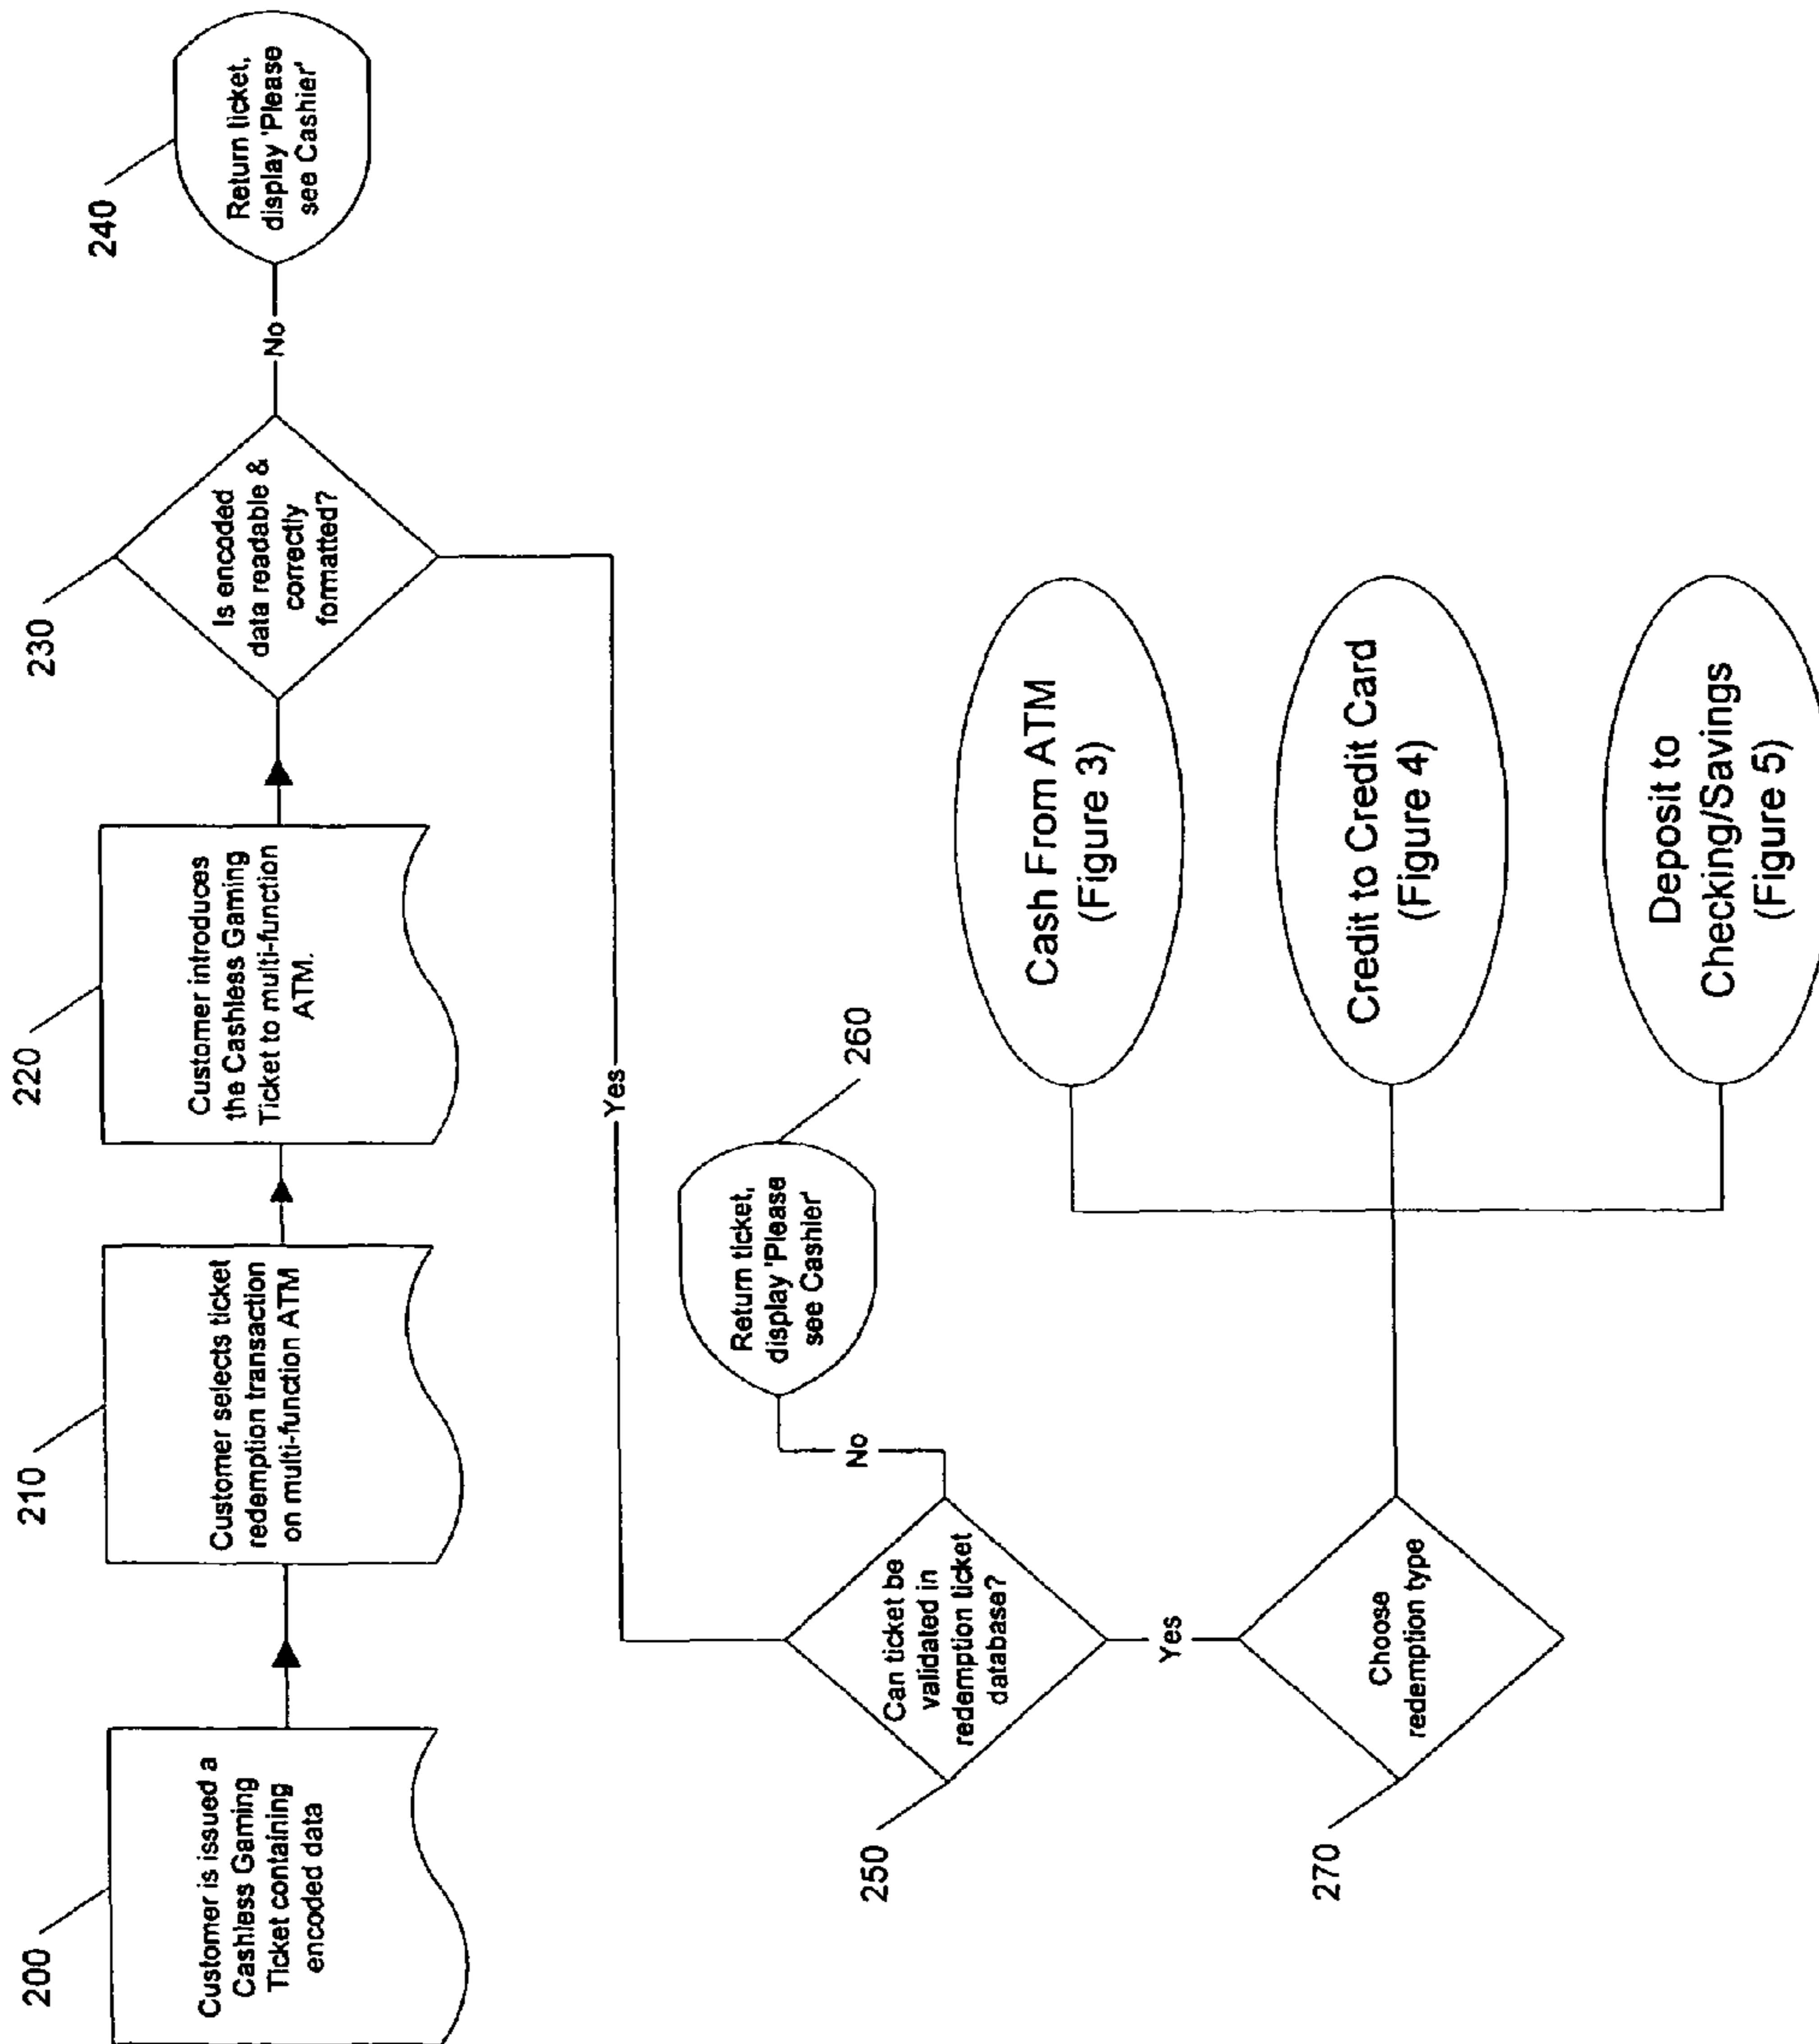 200
Customer is issued a
Cashless Gaming
Ticket containing
encoded data
210
Customer selects ticket
redemption transaction
on multi-function ATM
220
Customer introduces
the Cashless Gaming
Ticket to multi-function
ATM.
230
Is encoded
data readable &
correctly
formatted?
No
240
Return ticket,
display 'Please
see Cashier'
Yes
250
Can ticket be
validated in
redemption ticket
database?
No
260
Return ticket,
display 'Please
see Cashier'
Yes
270
Choose
redemption type
Cash From ATM
(Figure 3)
Credit to Credit Card
(Figure 4)
Deposit to
Checking/Savings
(Figure 5)